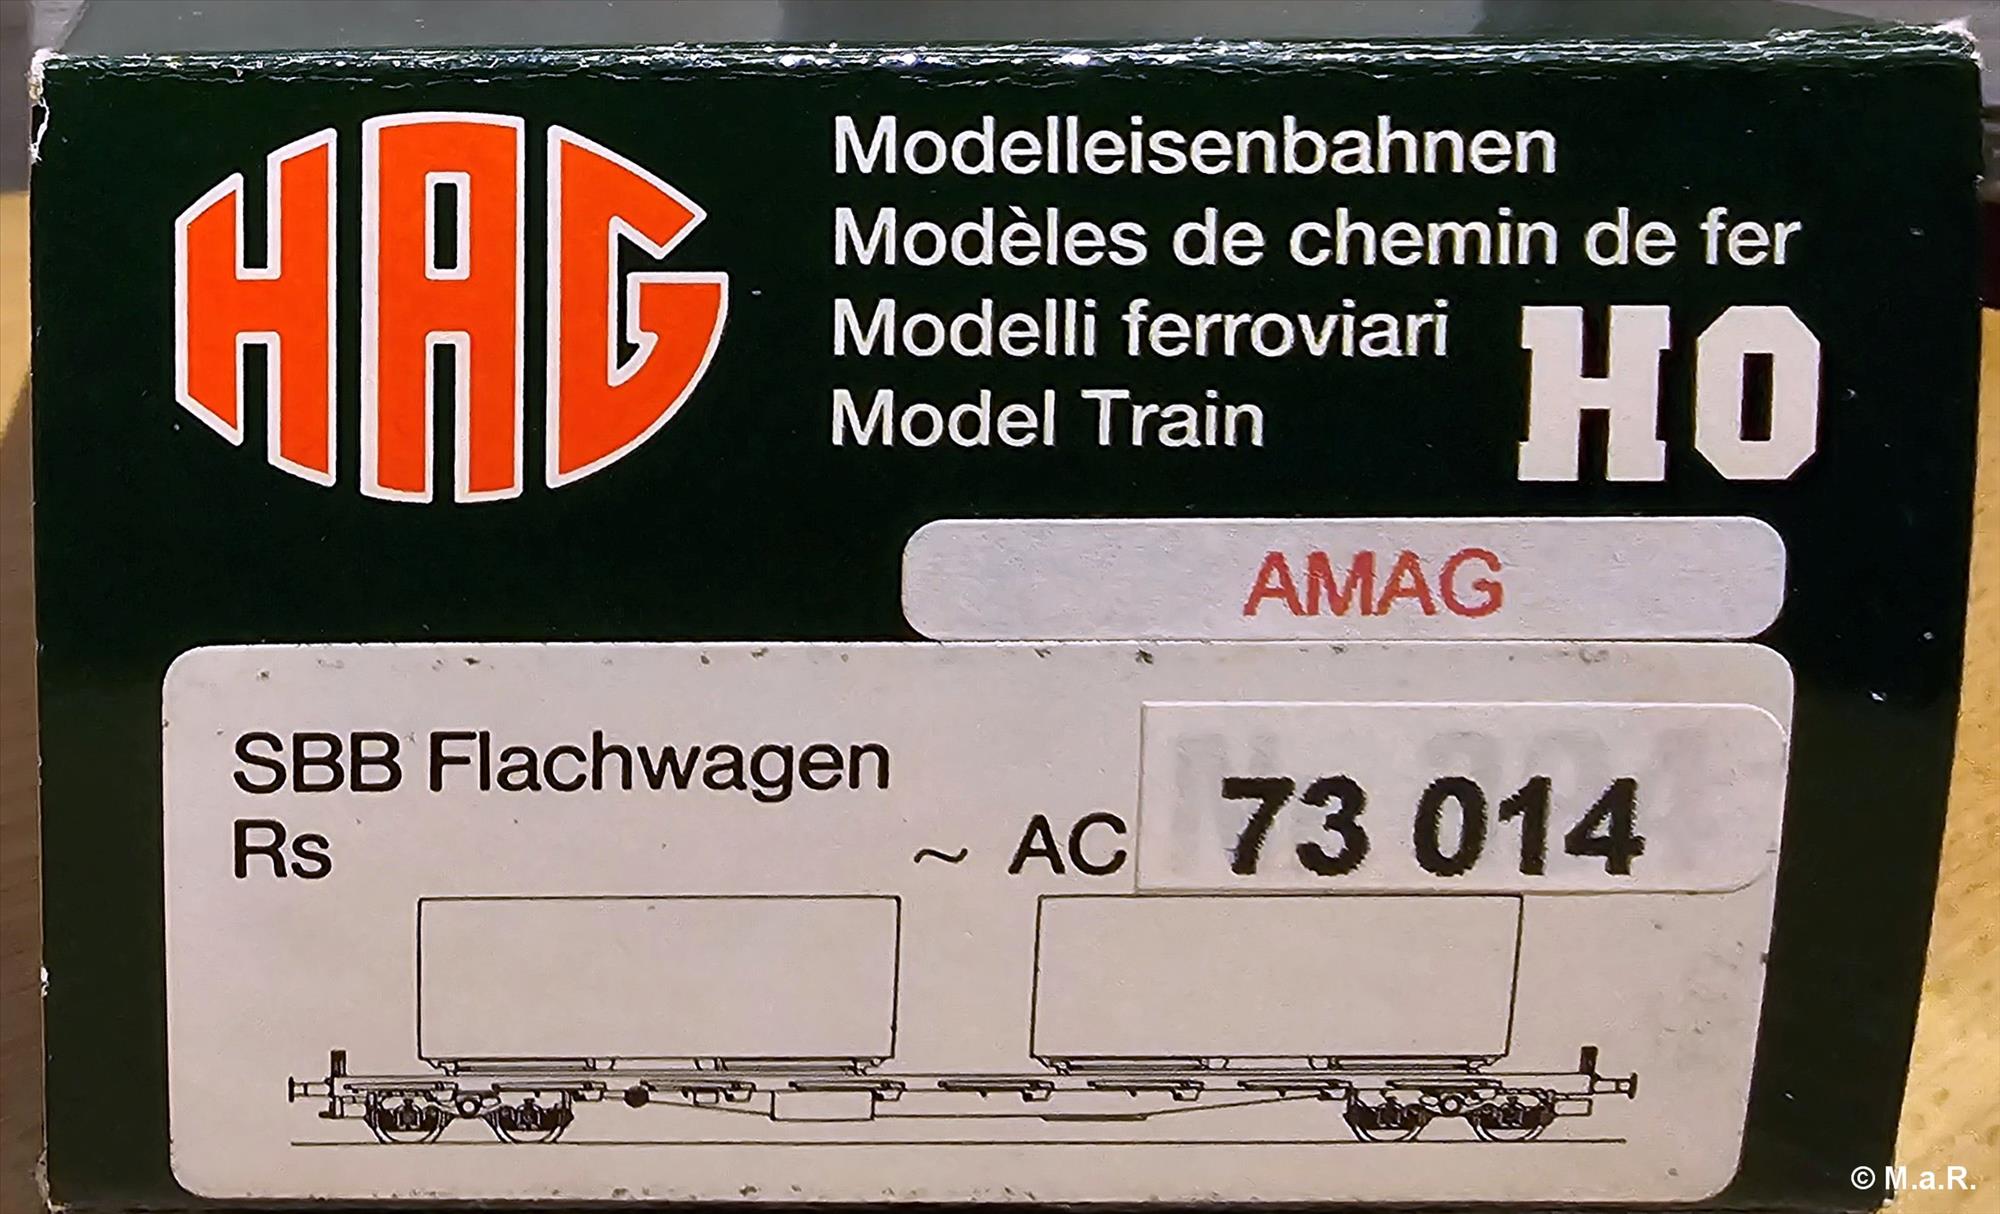 HAG
Modelleisenbahnen
Modèles de chemin de fer
Modelli ferroviari
Model Train
HO
AMAG
SBB Flachwagen
Rs ~ AC 73 014
© M.a.R.